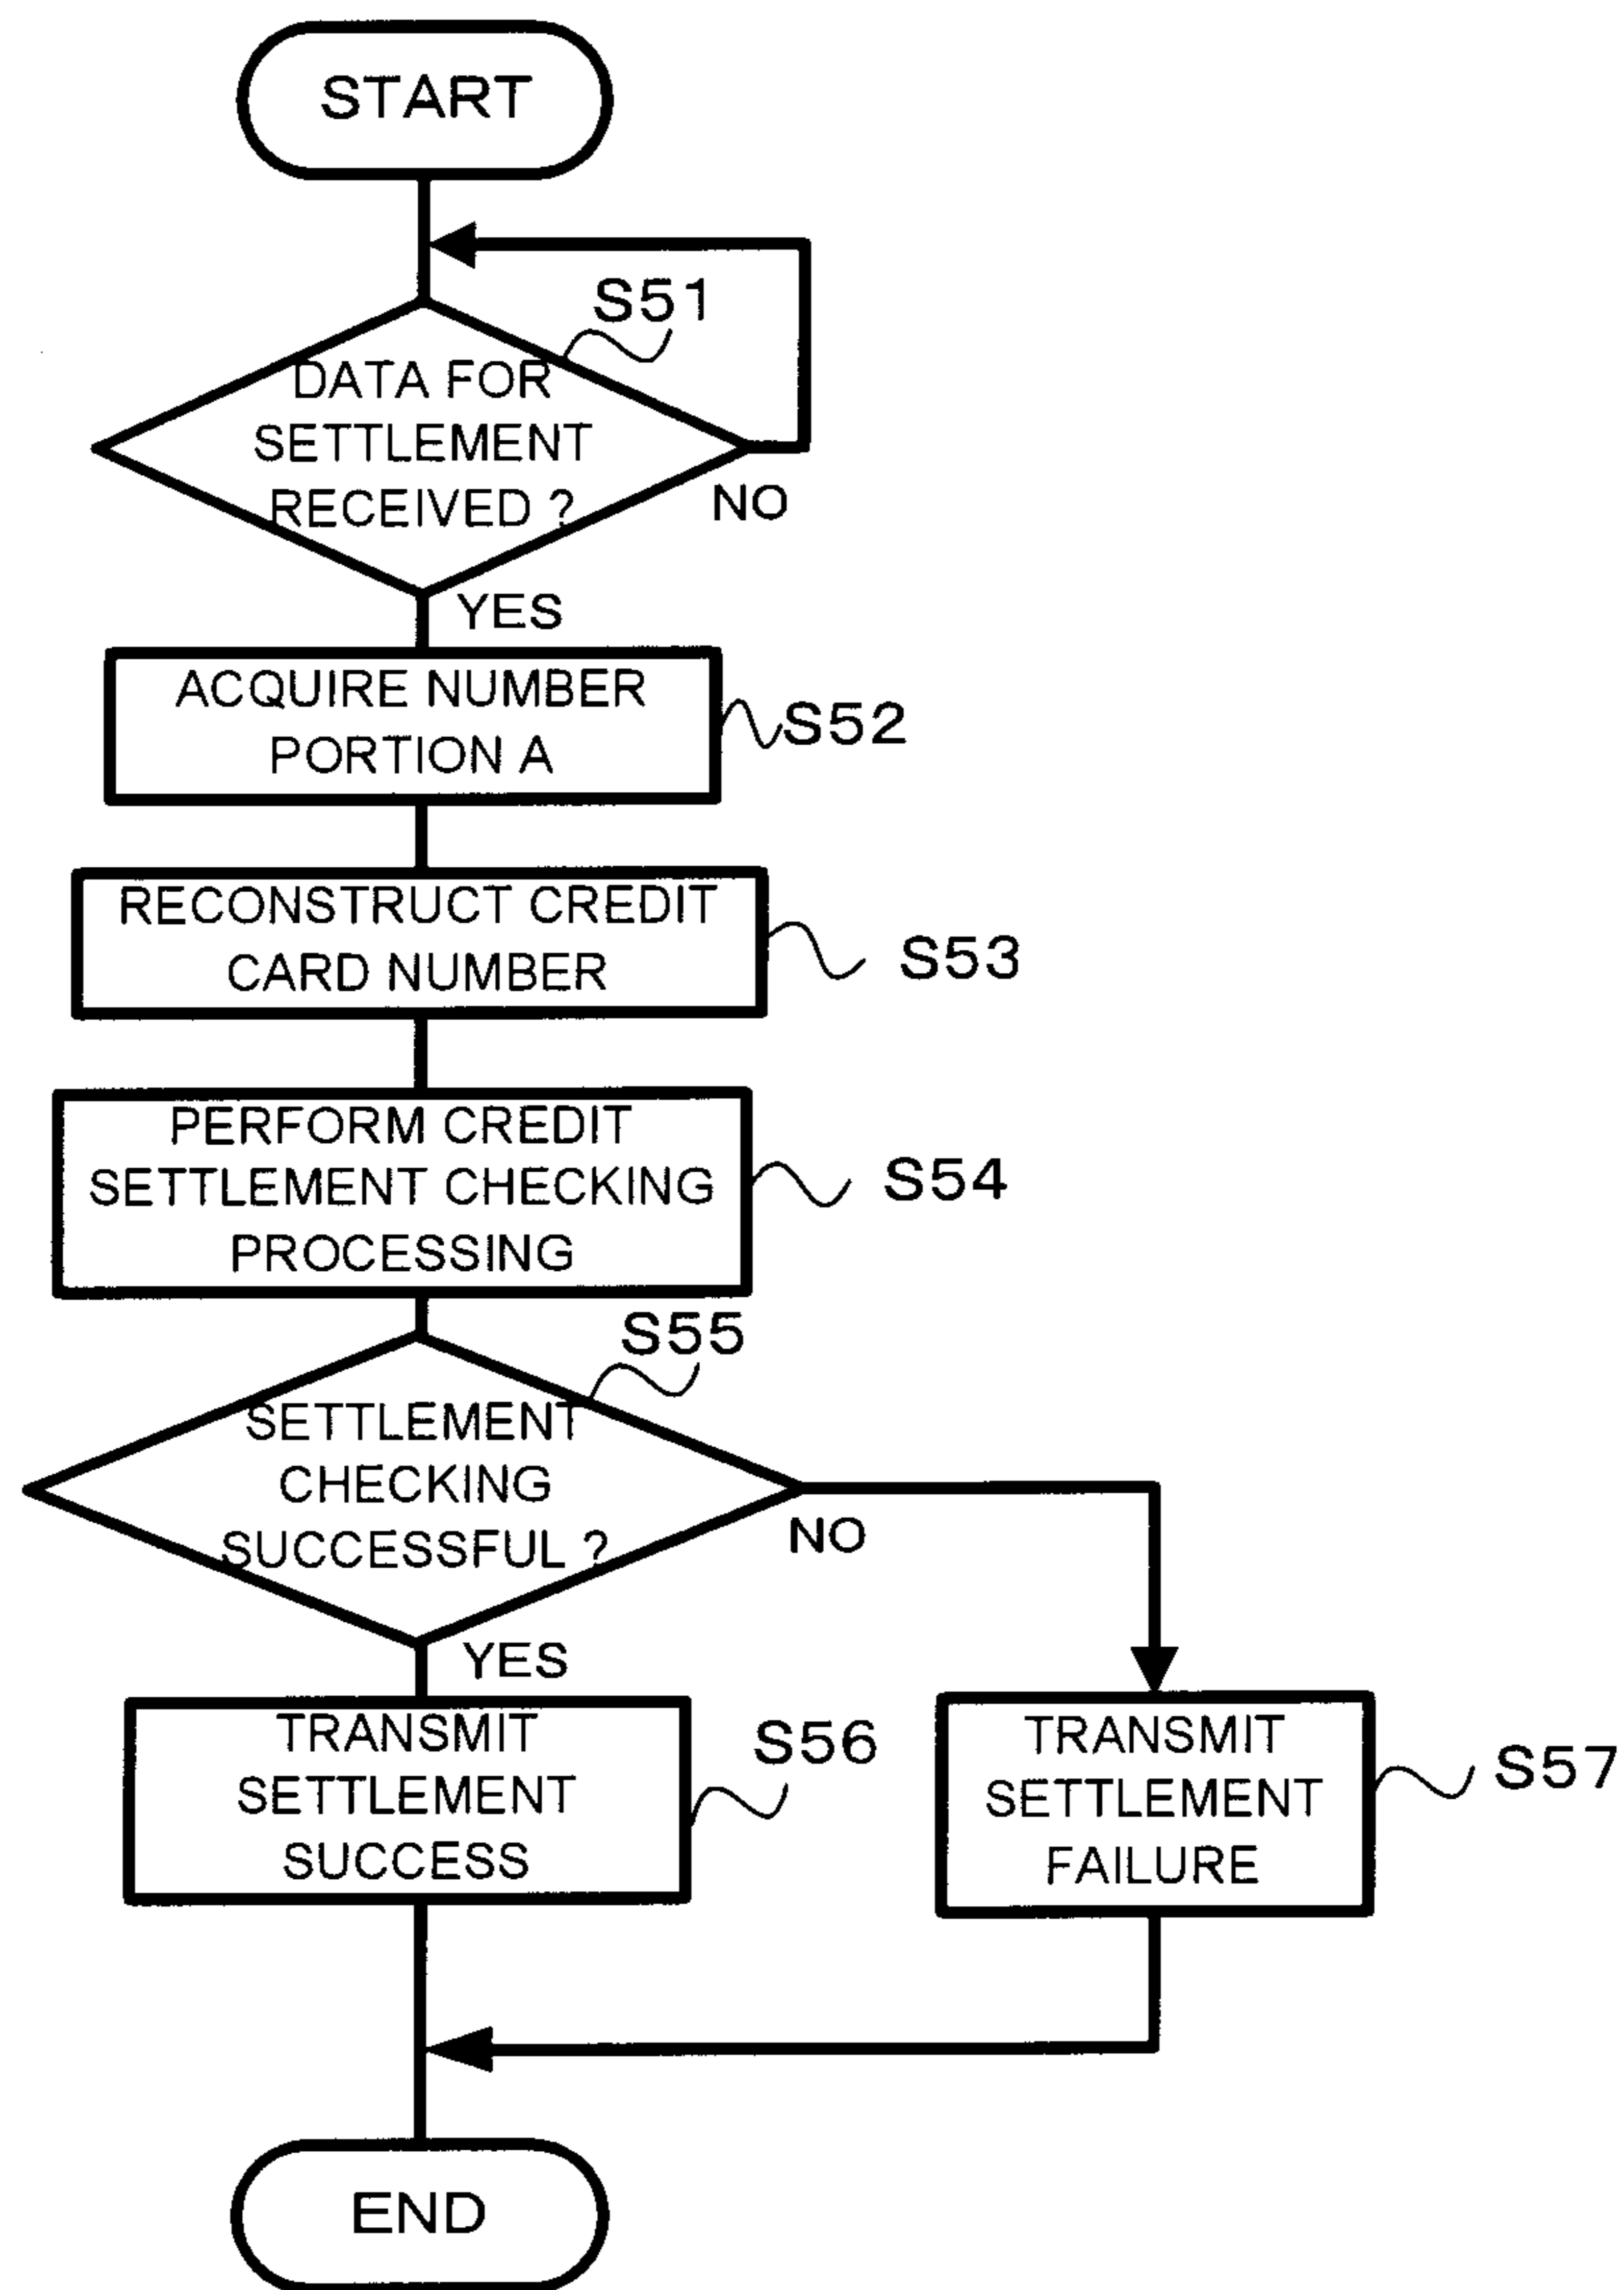 START
S51
DATA FOR
SETTLEMENT
RECEIVED ?
NO
YES
ACQUIRE NUMBER
PORTION A
S52
RECONSTRUCT CREDIT
CARD NUMBER
S53
PERFORM CREDIT
SETTLEMENT CHECKING
PROCESSING
S54
S55
SETTLEMENT
CHECKING
SUCCESSFUL ?
NO
YES
TRANSMIT
SETTLEMENT
SUCCESS
S56
TRANSMIT
SETTLEMENT
FAILURE
S57
END